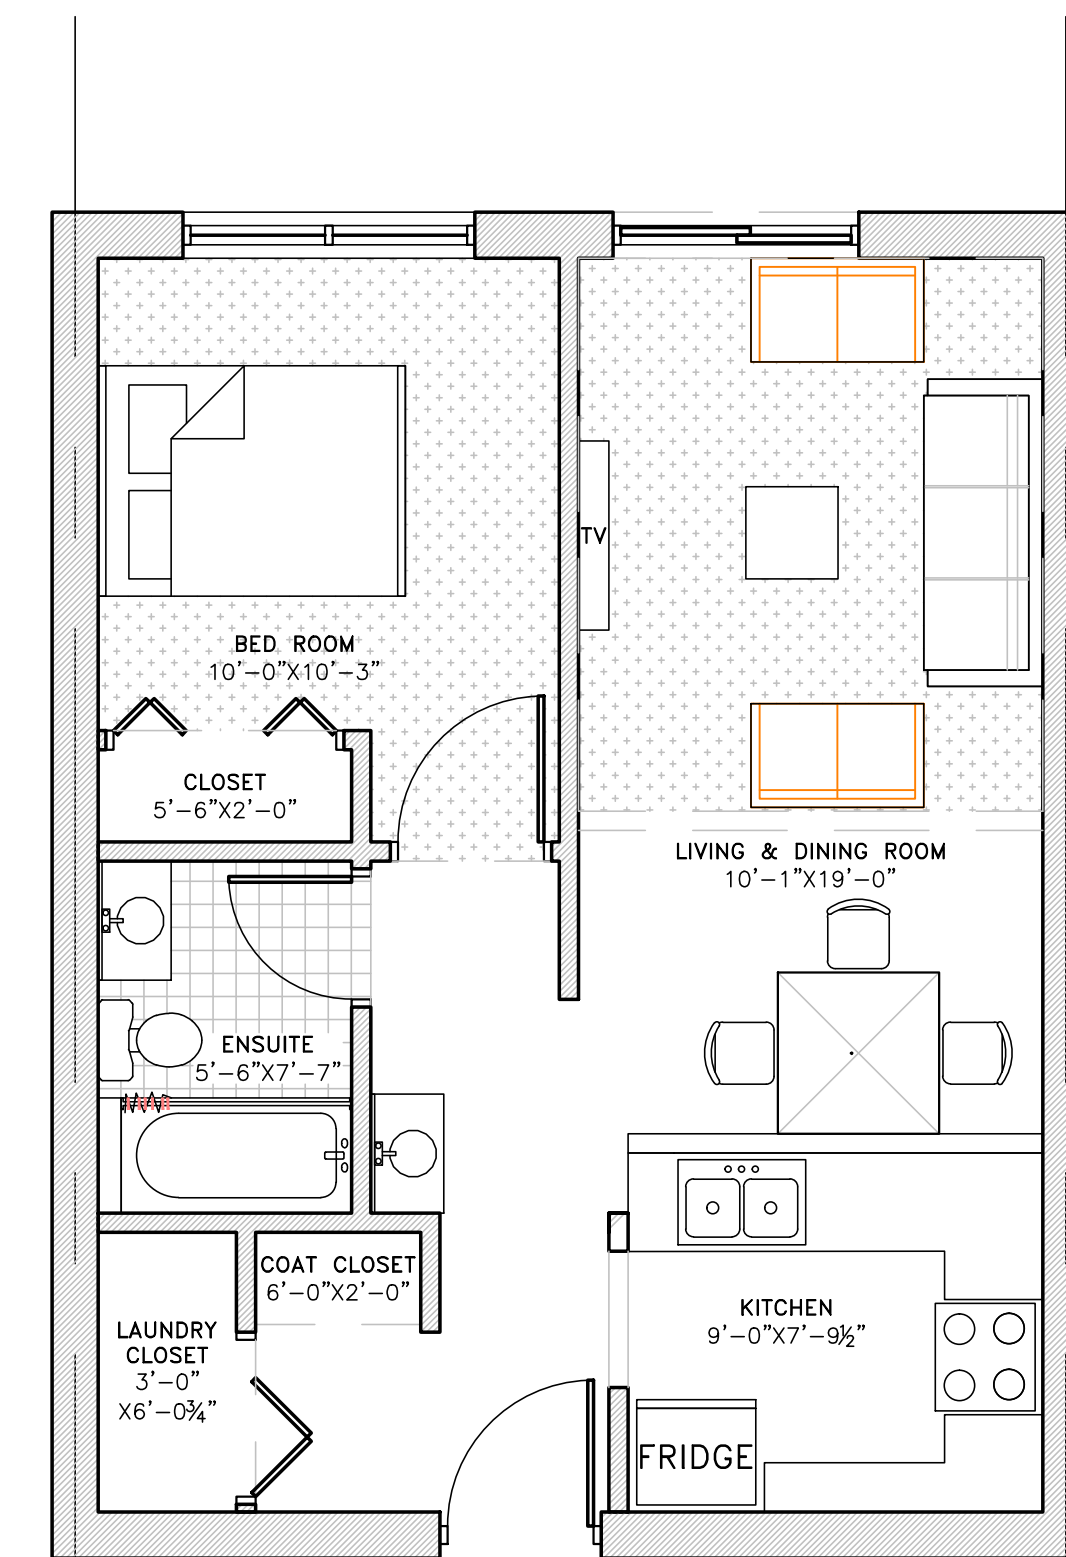 TV
BED ROOM
10'-0"X10'-3"
CLOSET
5'-6"X2'-0"
LIVING & DINING ROOM
10'-1"X19'-0"
ENSUITE
5'-6"X7'-7"
COAT CLOSET
6'-0"X2'-0"
KITCHEN
9'-0"X7'-9½"
LAUNDRY
CLOSET
3'-0"
X6'-0¾"
FRIDGE